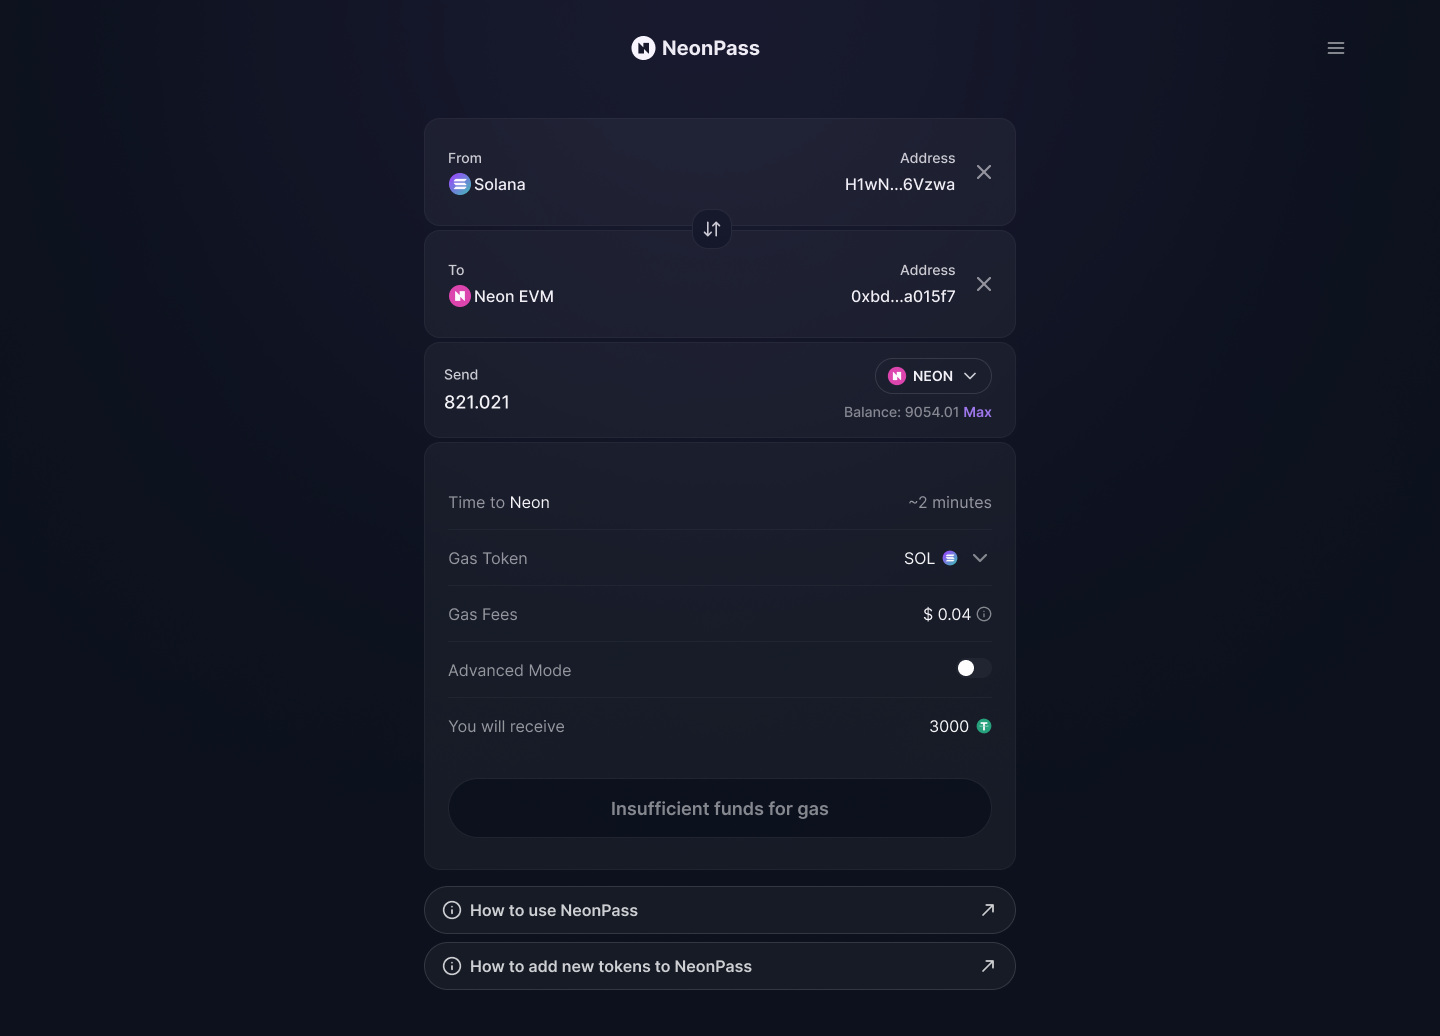 NeonPass
From
Address
Solana
H1wN...6Vzwa
To
Address
Neon EVM
0xbd...a015f7
Send
NEON
821.021
Balance: 9054.01 Max
Time to Neon
~2 minutes
Gas Token
SOL
Gas Fees
$ 0.04
Advanced Mode
You will receive
3000
Insufficient funds for gas
How to use NeonPass
How to add new tokens to NeonPass